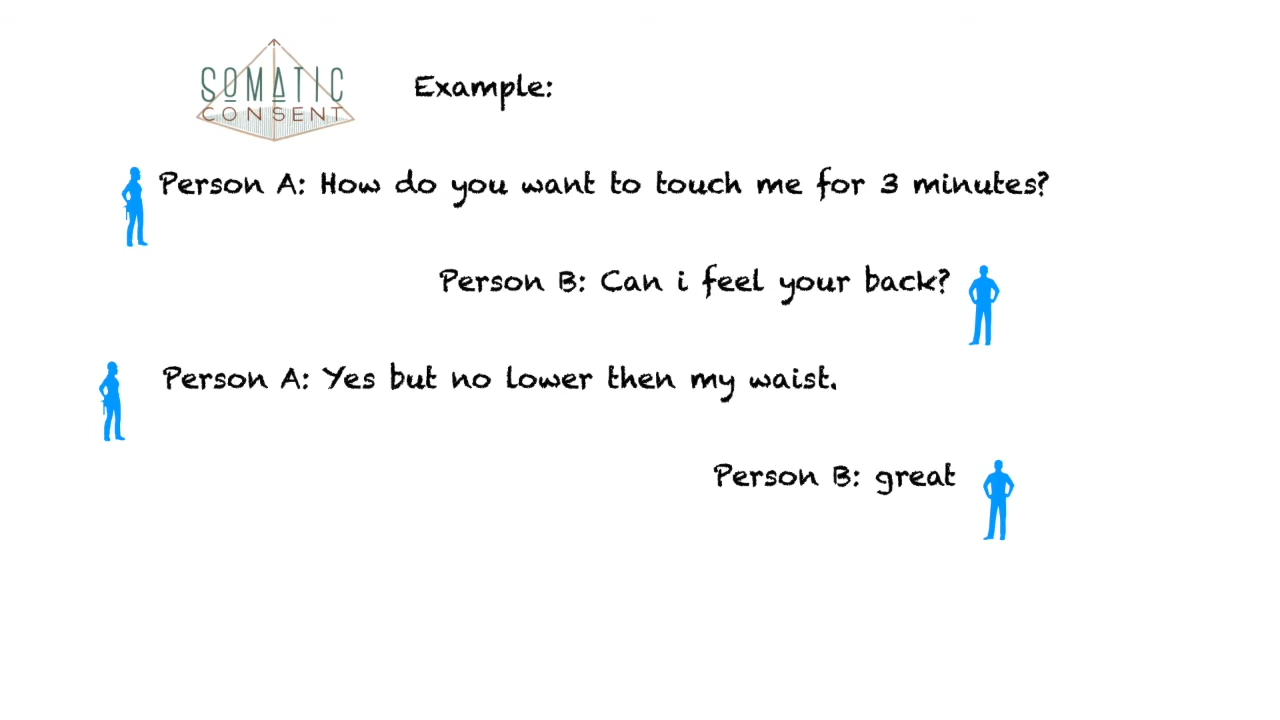 SOMATIC
CONSENT
Example:
Person A: How do you want to touch me for 3 minutes?
Person B: Can i feel your back?
Person A: Yes but no lower then my waist.
Person B: great